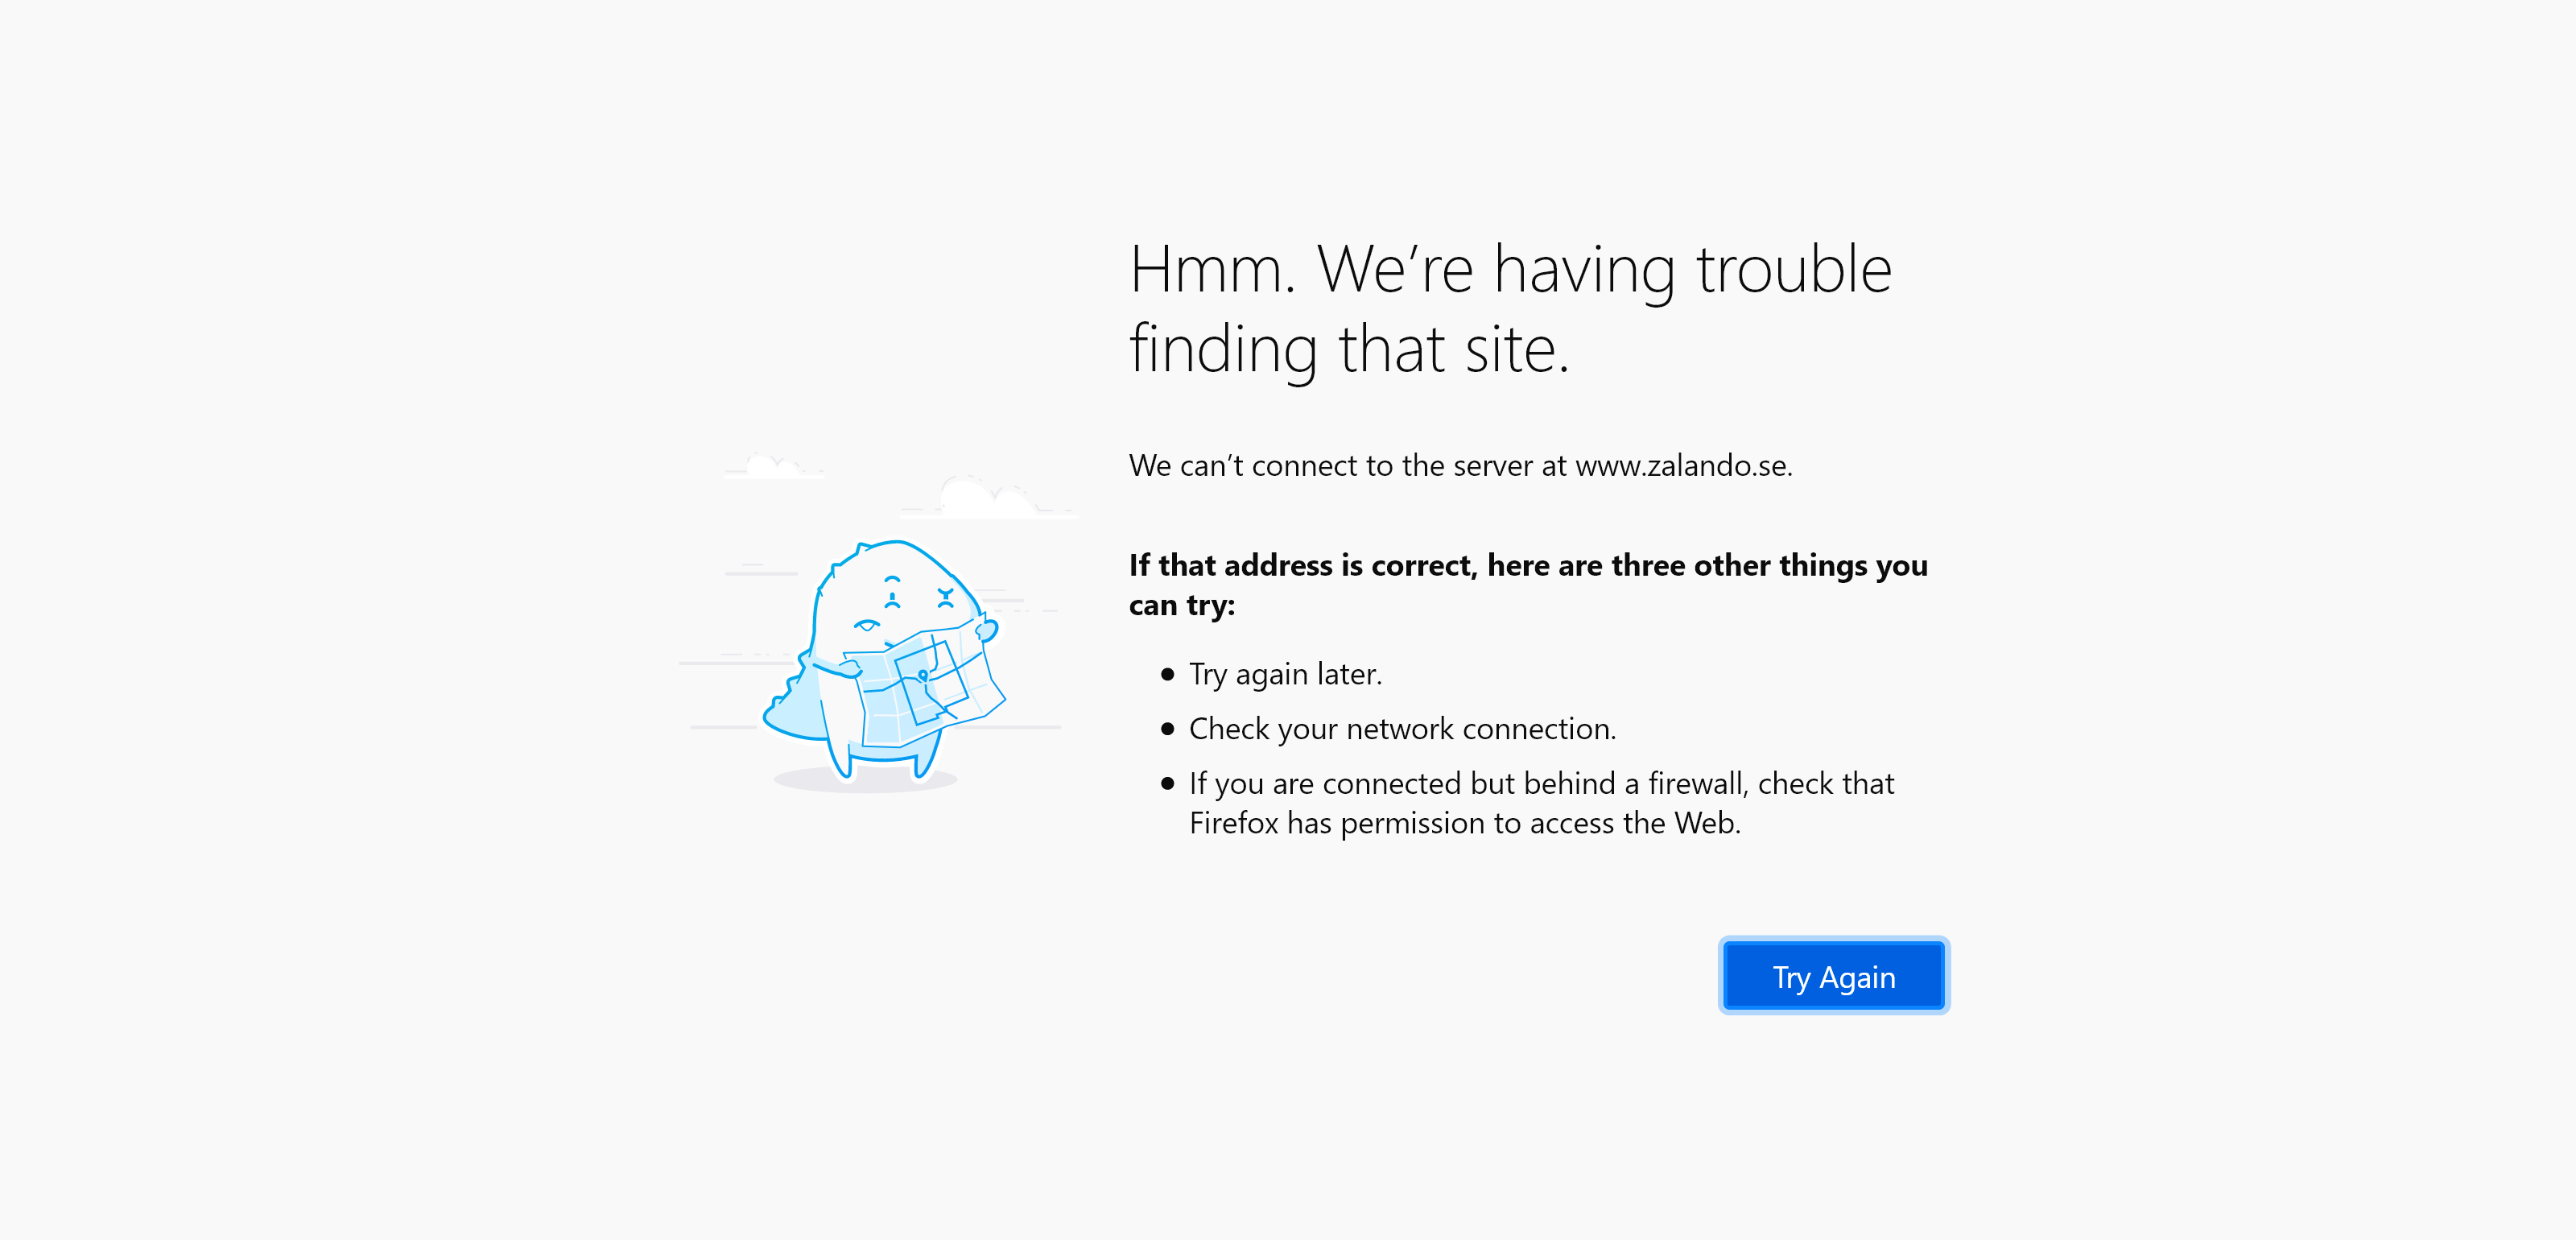 Hmm. We’re having trouble
finding that site.
We can’t connect to the server at www.zalando.se.
If that address is correct, here are three other things you
can try:
Try again later.
Check your network connection.
If you are connected but behind a firewall, check that
Firefox has permission to access the Web.
Try Again